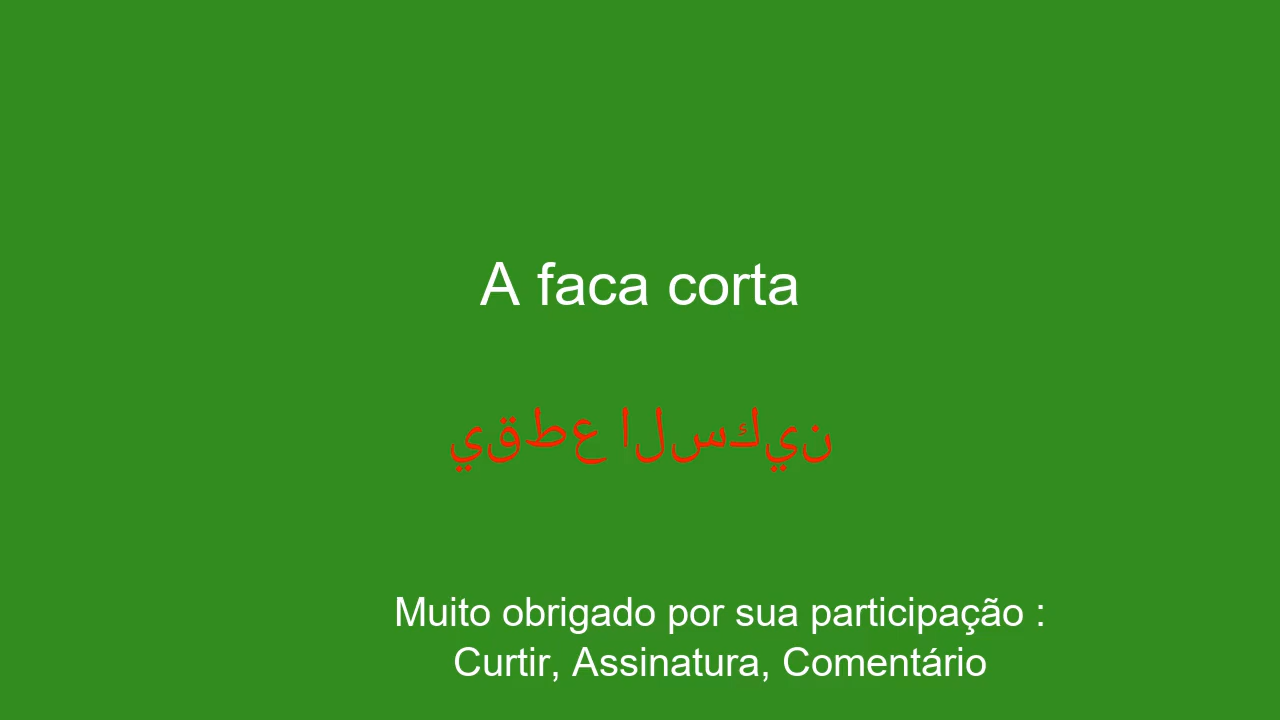 A faca corta
يقطع السكين
Muito obrigado por sua participação :
Curtir, Assinatura, Comentário